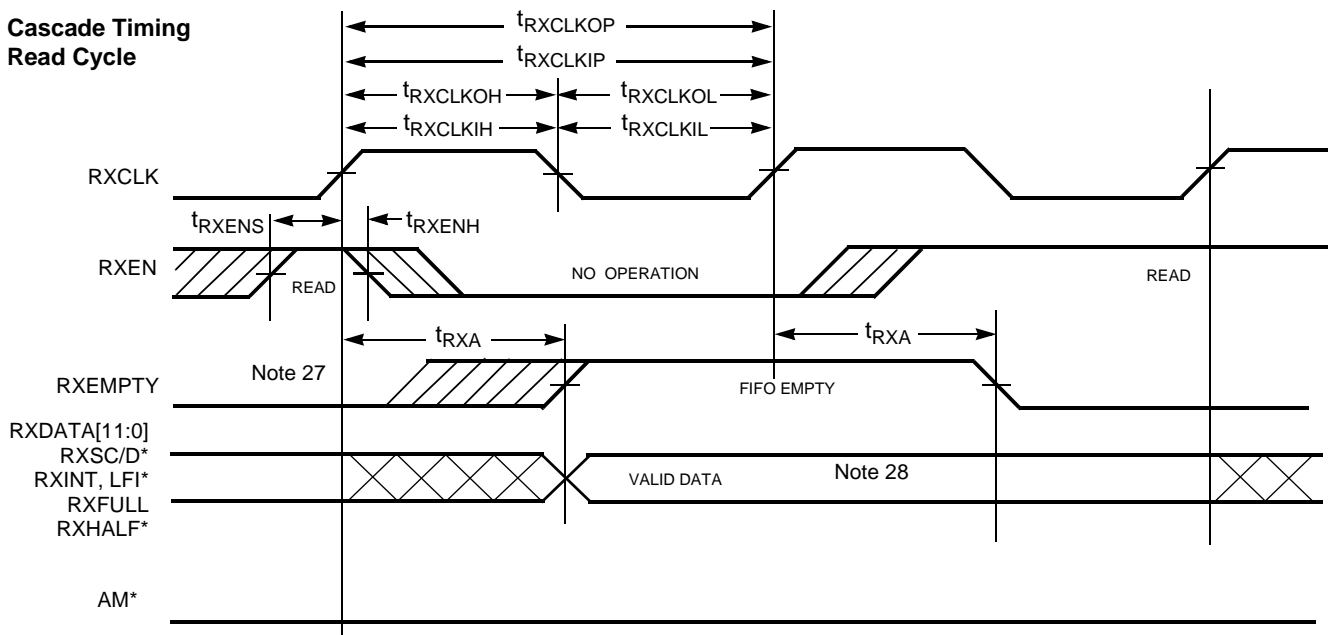 Cascade Timing
Read Cycle
tRXCLKOP
tRXCLKIP
tRXCLKOH
tRXCLKOL
tRXCLKIH
tRXCLKIL
RXCLK
tRXENS
tRXENH
RXEN
READ
NO OPERATION
READ
tRXA
tRXA
Note 27
RXEMPTY
FIFO EMPTY
RXDATA[11:0]
RXSC/D*
RXINT, LFI*
RXFULL
RXHALF*
VALID DATA
Note 28
AM*